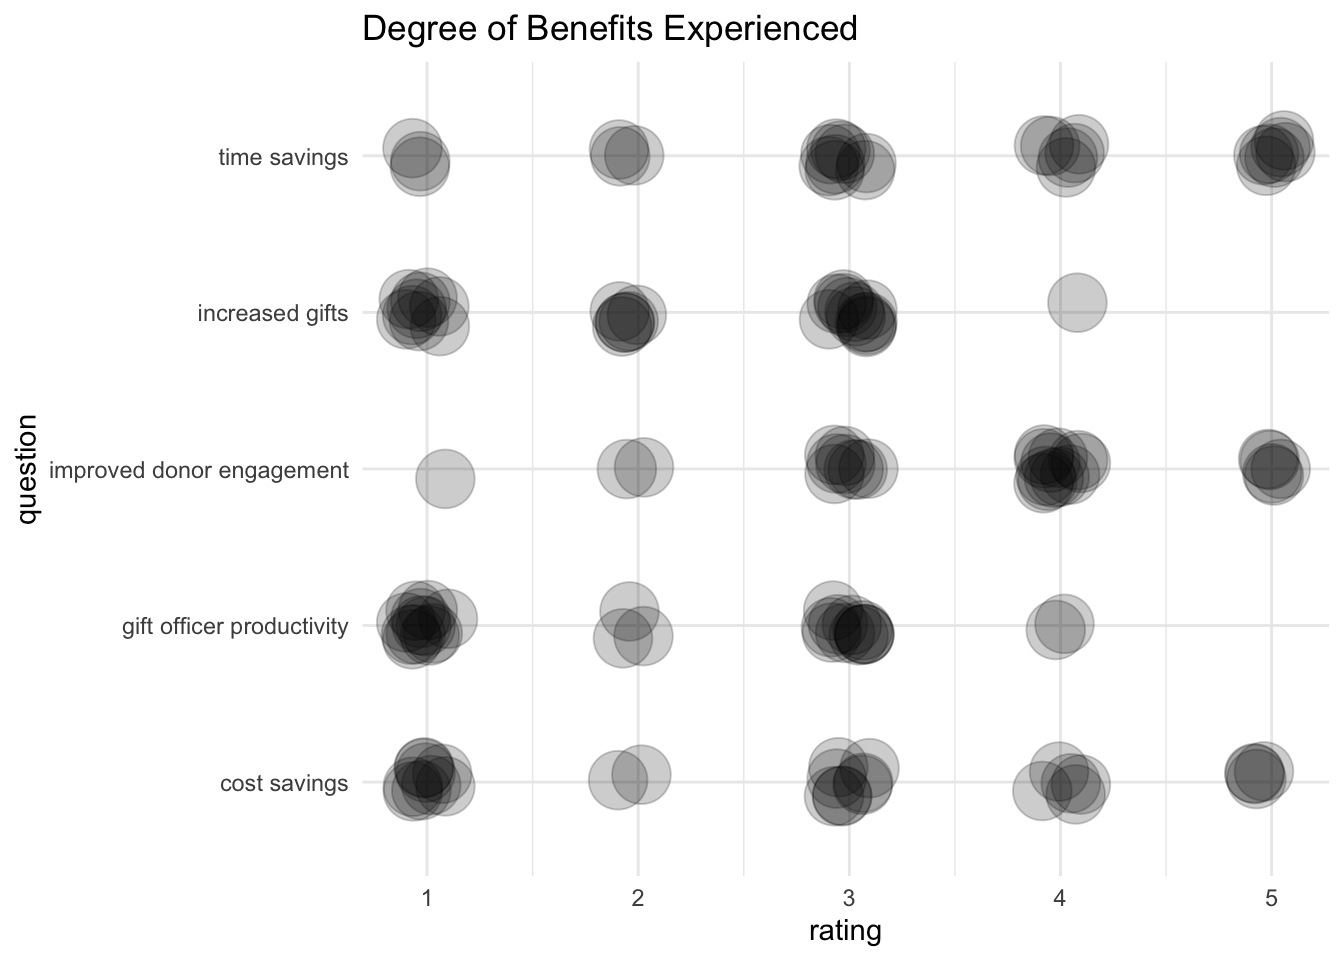 Degree of Benefits Experienced
question
time savings
increased gifts
improved donor engagement
gift officer productivity
cost savings
1 2 3 4 5
rating